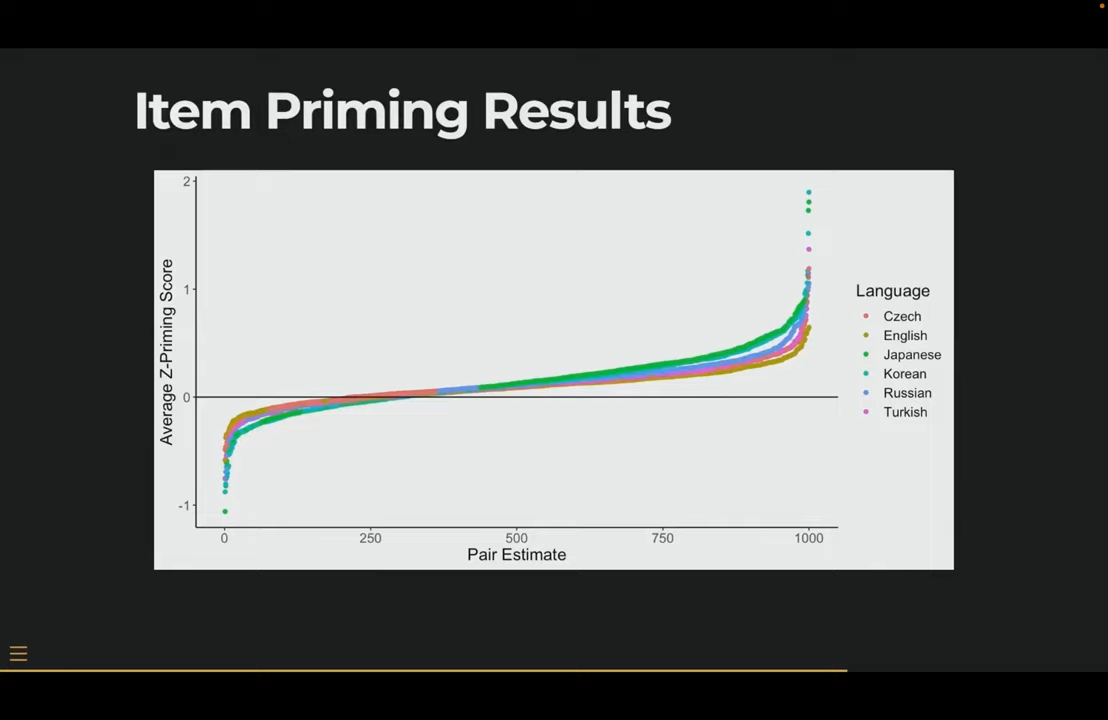 Item Priming Results
2
1
0
-1
Average Z-Priming Score
0 250 500 750 1000
Pair Estimate
Language
Czech
English
Japanese
Korean
Russian
Turkish